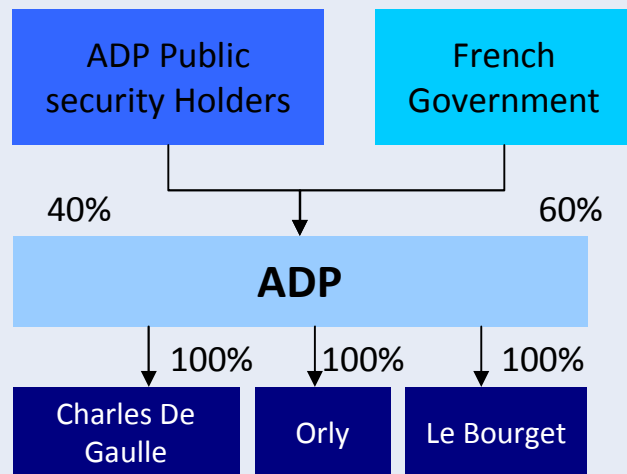 ADP Public
security Holders
French
Government
40%
60%
ADP
100%
100%
100%
Charles De
Gaulle
Orly
Le Bourget